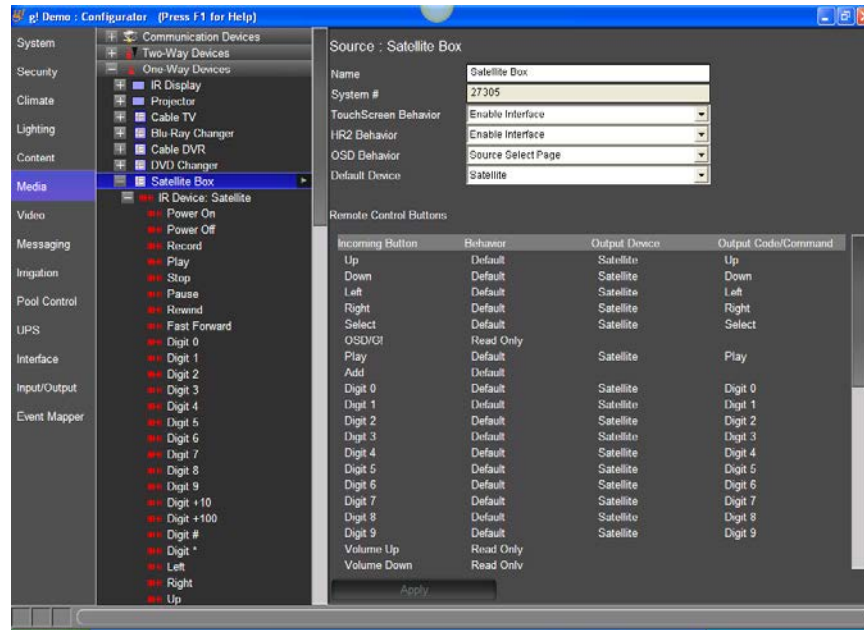 g! Demo : Configurator (Press F1 for Help)
System
Security
Climate
Lighting
Content
Media
Video
Messaging
Irrigation
Pool Control
UPS
Interface
Input/Output
Event Mapper
Communication Devices
Two-Way Devices
One-Way Devices
IR Display
Projector
Cable TV
Blu-Ray Changer
Cable DVR
DVD Changer
Satellite Box
IR Device: Satellite
Power On
Power Off
Record
Play
Stop
Pause
Rewind
Fast Forward
Digit 0
Digit 1
Digit 2
Digit 3
Digit 4
Digit 5
Digit 6
Digit 7
Digit 8
Digit 9
Digit +10
Digit +100
Digit #
Digit *
Left
Right
Up
Source : Satellite Box
Name Satellite Box
System # 27305
TouchScreen Behavior Enable Interface
HR2 Behavior Enable Interface
OSD Behavior Source Select Page
Default Device Satellite
Remote Control Buttons
Incoming Button Behavior Output Device Output Code/Command
Up Default Satellite Up
Down Default Satellite Down
Left Default Satellite Left
Right Default Satellite Right
Select Default Satellite Select
OSD/G! Read Only
Play Default Satellite Play
Add Default
Digit 0 Default Satellite Digit 0
Digit 1 Default Satellite Digit 1
Digit 2 Default Satellite Digit 2
Digit 3 Default Satellite Digit 3
Digit 4 Default Satellite Digit 4
Digit 5 Default Satellite Digit 5
Digit 6 Default Satellite Digit 6
Digit 7 Default Satellite Digit 7
Digit 8 Default Satellite Digit 8
Digit 9 Default Satellite Digit 9
Volume Up Read Only
Volume Down Read Only
Apply